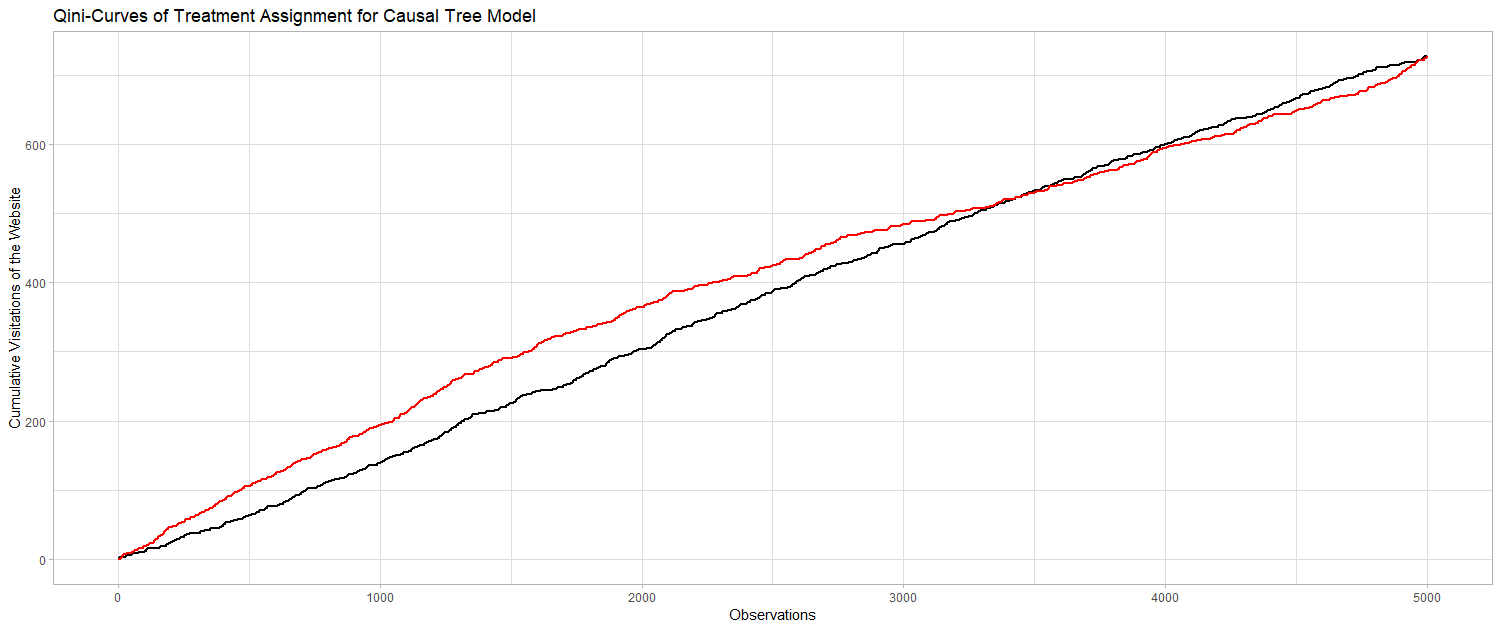 Qini-Curves of Treatment Assignment for Causal Tree Model
Cumulative Visitations of the Website
600
400
200
0
0 1000 2000 3000 4000 5000
Observations